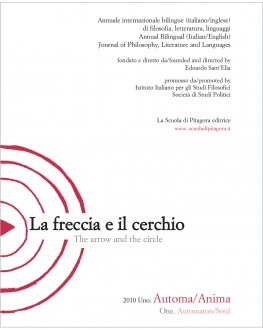 Annuale internazionale bilingue (italiano/inglese)
di filosofia, letteratura, linguaggi
Annual Bilingual (Italian/English)
Journal of Philosophy, Literature and Languages
fondato e diretto da/founded and directed by
Edoardo Sant'Elia
promosso da/promoted by
Istituto Italiano per gli Studi Filosofici
Società di Studi Politici
La Scuola di Pitagora editrice
www.scuoladipitagora.it
La freccia e il cerchio
The arrow and the circle
2010 Uno. Automa/Anima
One. Automaton/Soul